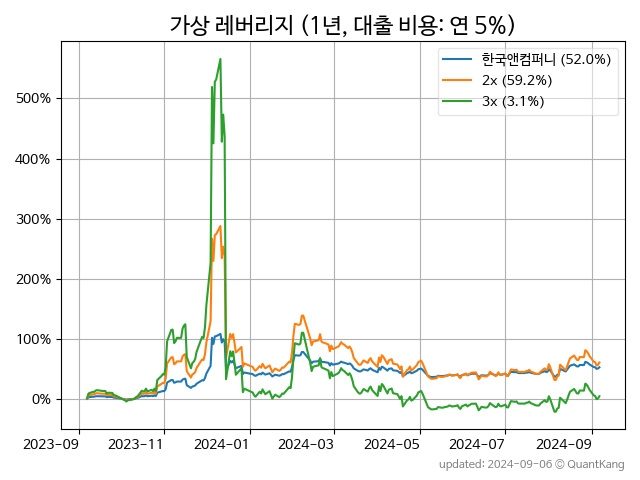 가상 레버리지 (1년, 대출 비용: 연 5%)
한국앤컴퍼니 (52.0%)
2x (59.2%)
3x (3.1%)
500%
400%
300%
200%
100%
0%
2023-09 2023-11 2024-01 2024-03 2024-05 2024-07 2024-09
updated: 2024-09-06 © QuantKang